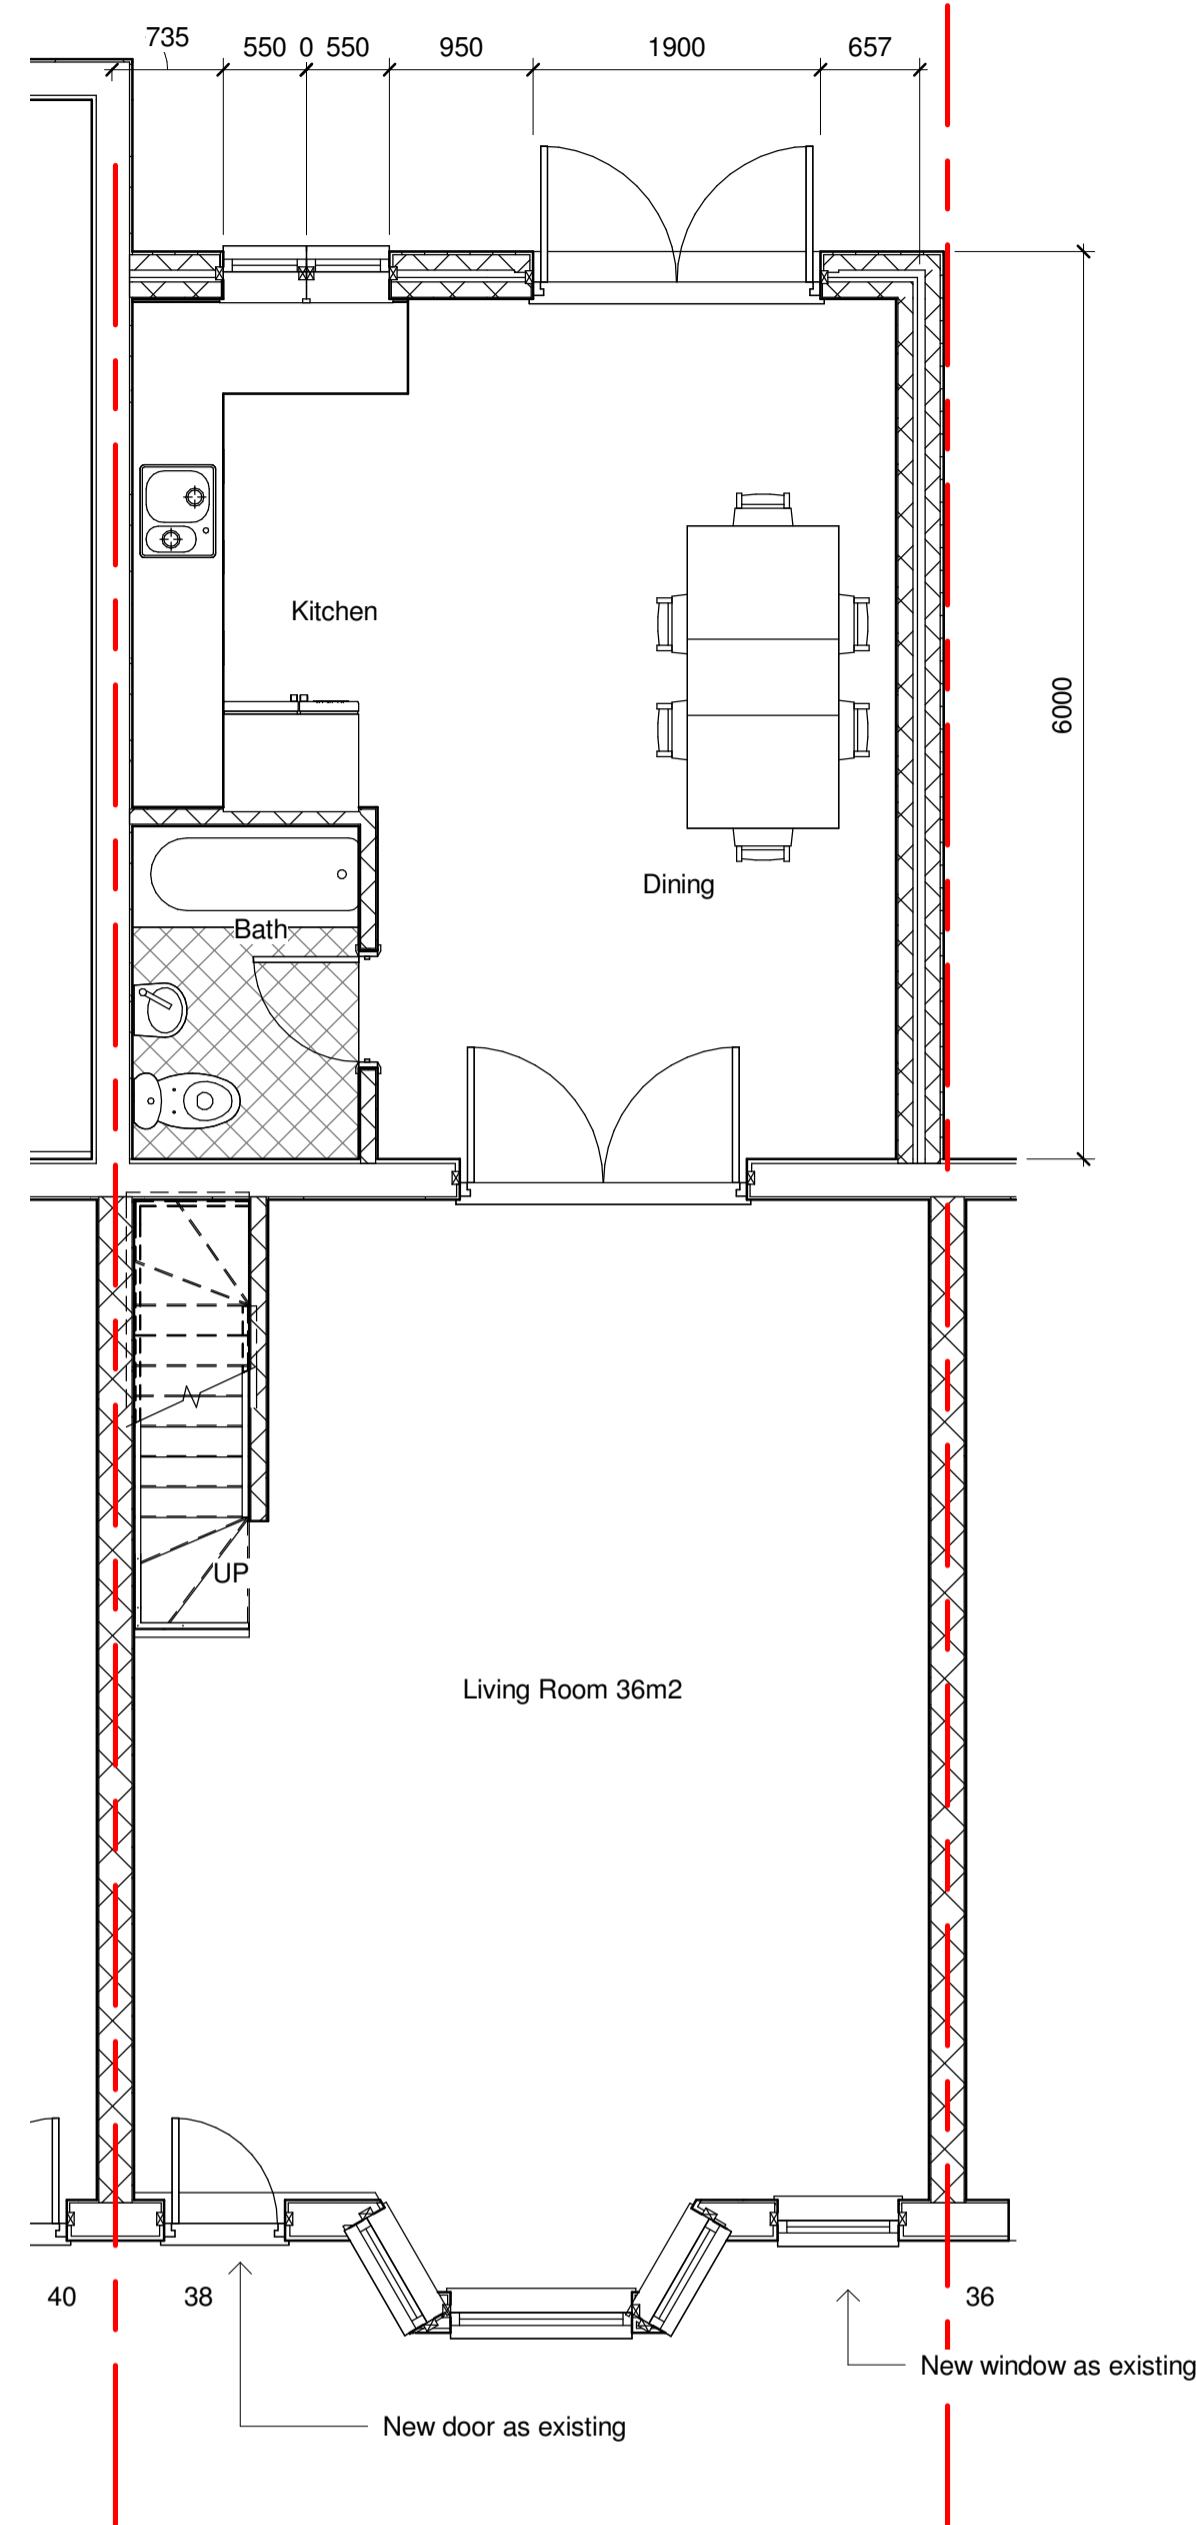 735 550 0 550 950 1900 657
Kitchen
6000
Dining
Bath
UP
Living Room 36m2
40 38 36
New window as existing
New door as existing